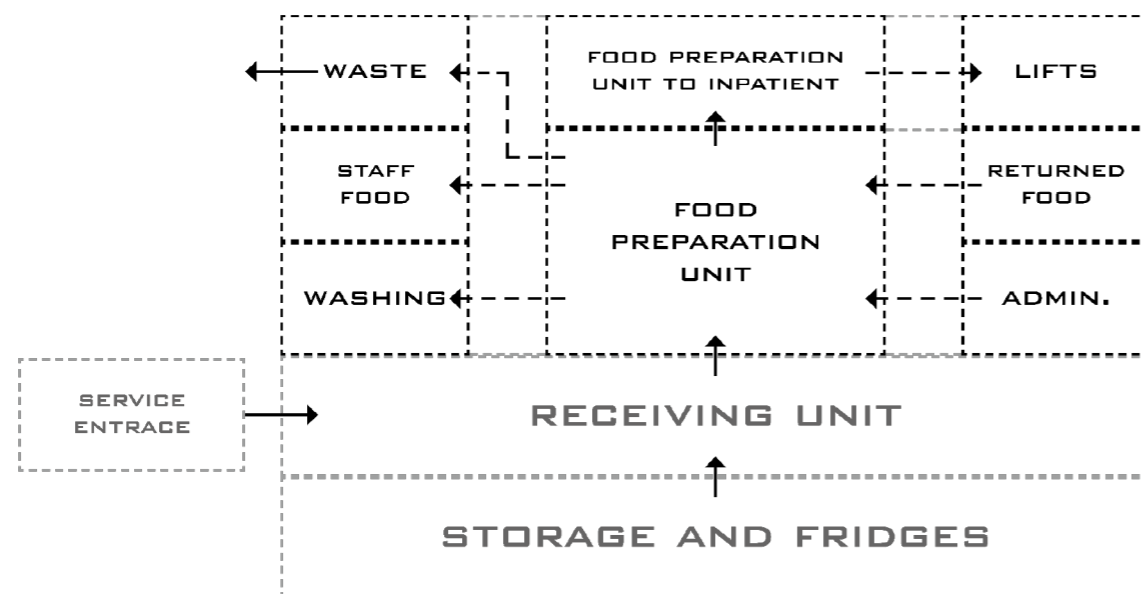 WASTE
FOOD PREPARATION
UNIT TO INPATIENT
LIFTS
STAFF
FOOD
FOOD
PREPARATION
UNIT
RETURNED
FOOD
WASHING
ADMIN.
SERVICE
ENTRACE
RECEIVING UNIT
STORAGE AND FRIDGES